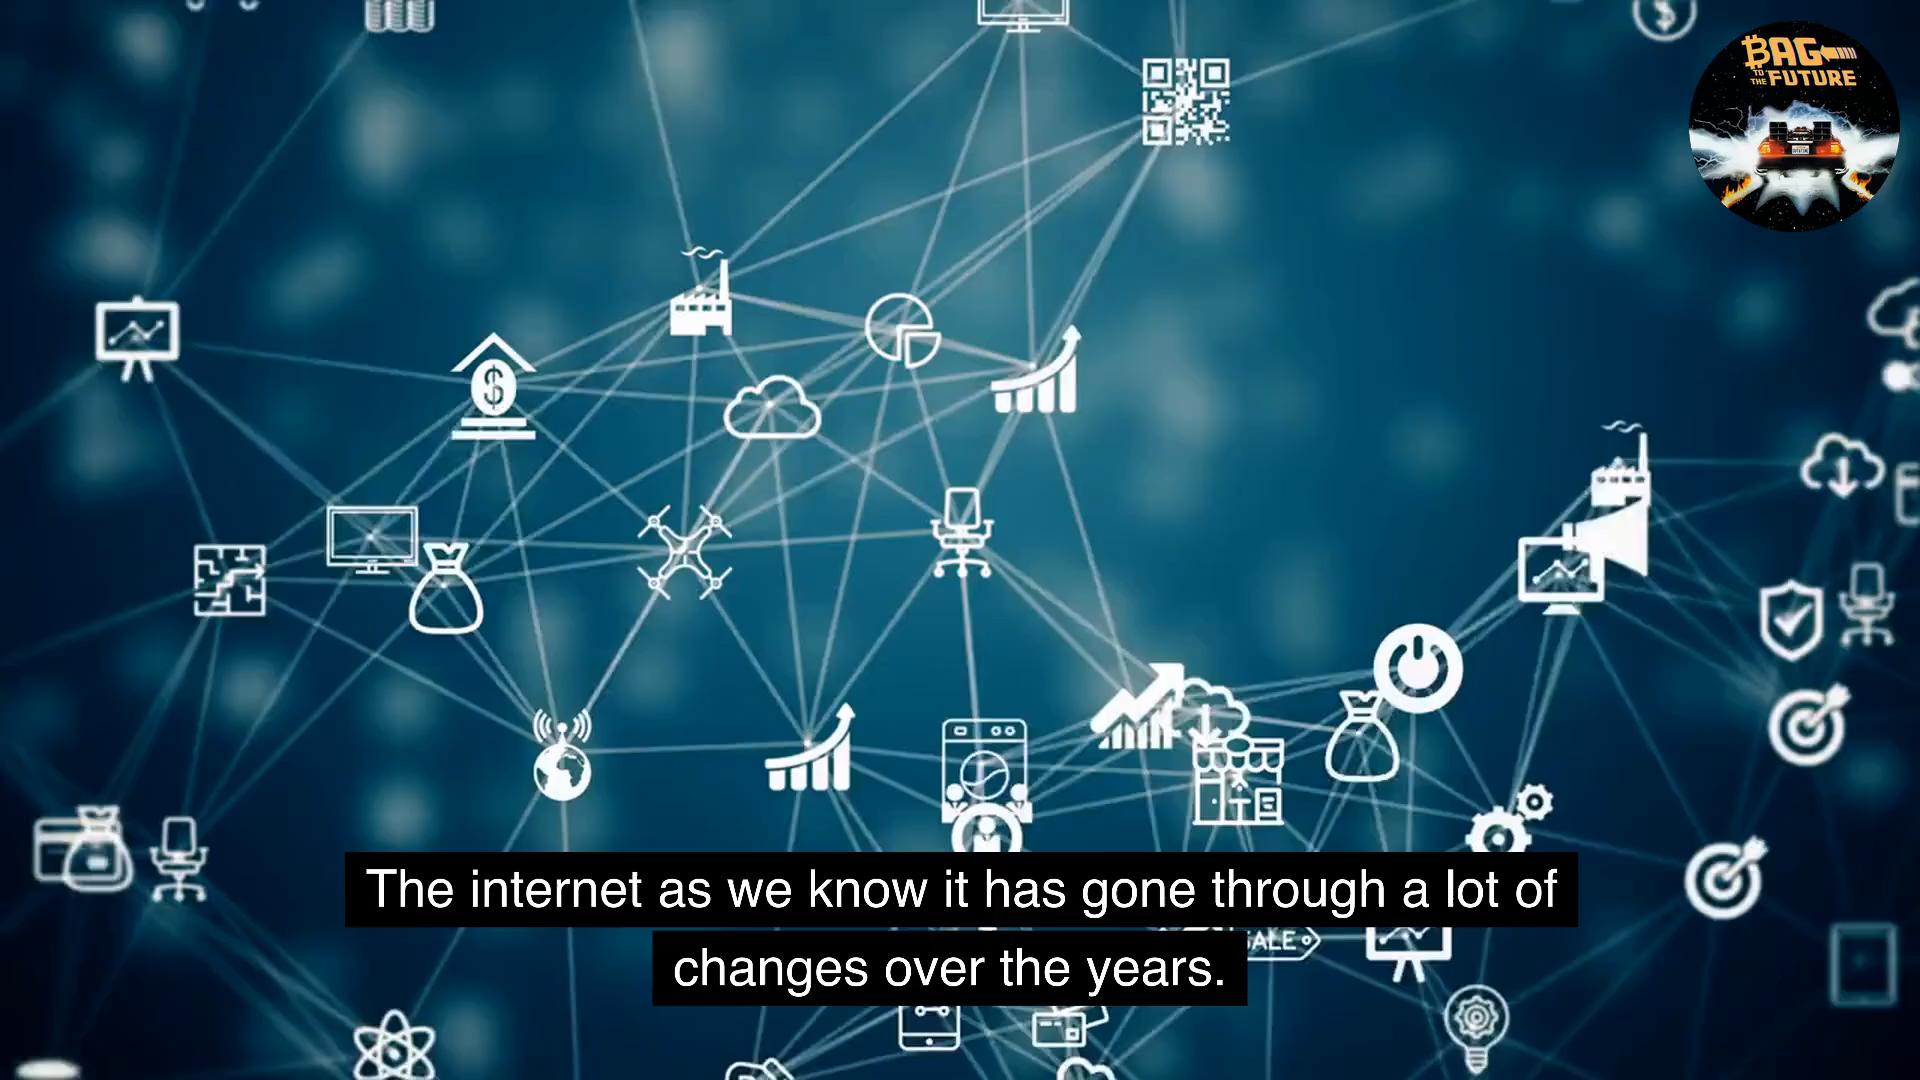 BAG
TO THE FUTURE
The internet as we know it has gone through a lot of
SALE
changes over the years.